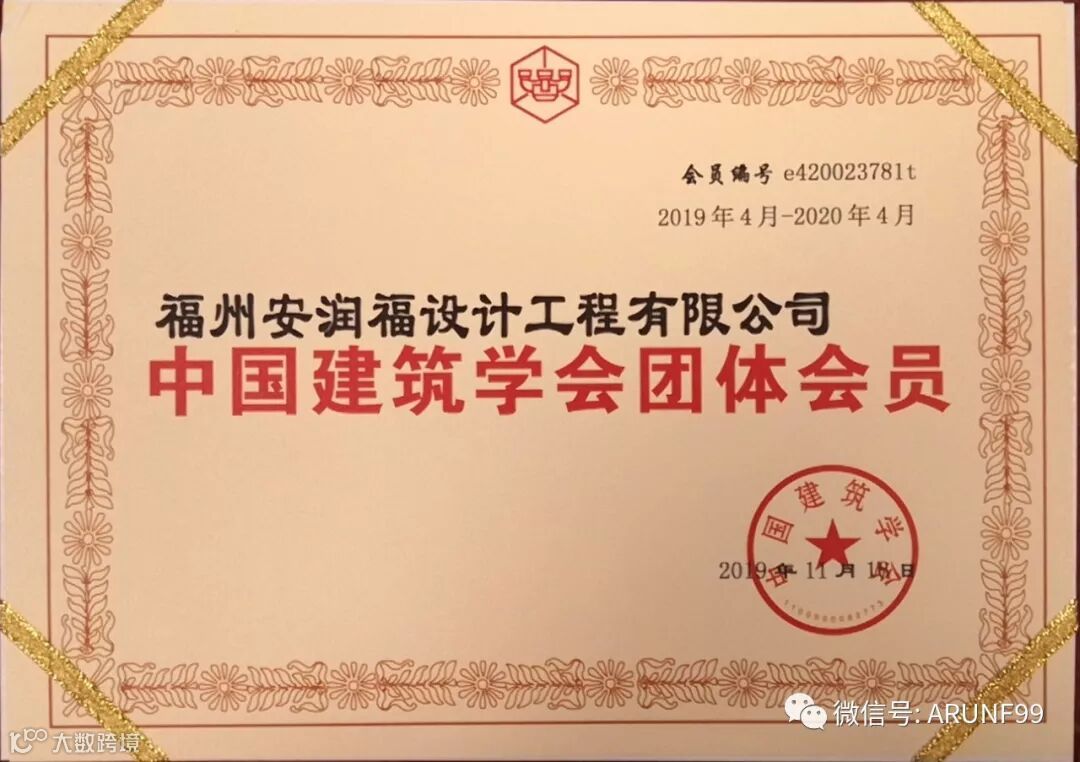 会员编号 e420023781t
2019年4月-2020年4月
福州安润福设计工程有限公司
中国建筑学会团体会员
中国建筑学会
2019年11月18日
微信号: ARUNF99
大数跨境